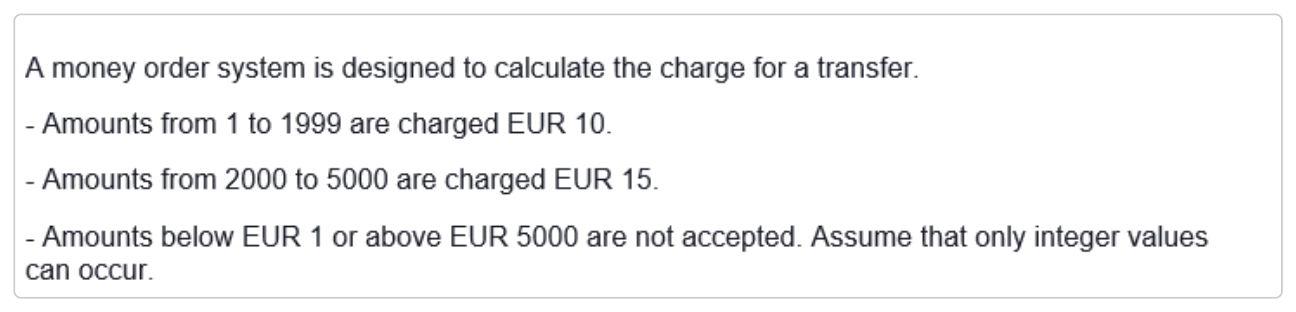 A money order system is designed to calculate the charge for a transfer.
- Amounts from 1 to 1999 are charged EUR 10.
- Amounts from 2000 to 5000 are charged EUR 15.
- Amounts below EUR 1 or above EUR 5000 are not accepted. Assume that only integer values
can occur.